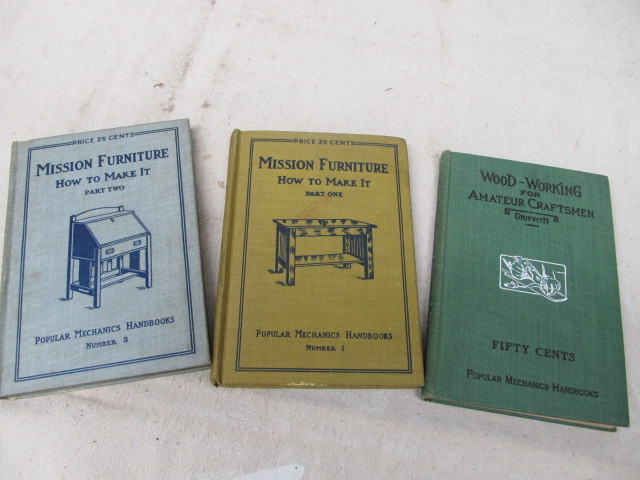 PRICE 25 CENTS
MISSION FURNITURE
HOW TO MAKE IT
PART TWO
POPULAR MECHANICS HANDBOOKS
NUMBER 3
PRICE 25 CENTS
MISSION FURNITURE
HOW TO MAKE IT
PART ONE
POPULAR MECHANICS HANDBOOKS
NUMBER 1
WOOD-WORKING
FOR
AMATEUR CRAFTSMEN
GRIFFITH
FIFTY CENTS
POPULAR MECHANICS HANDBOOKS